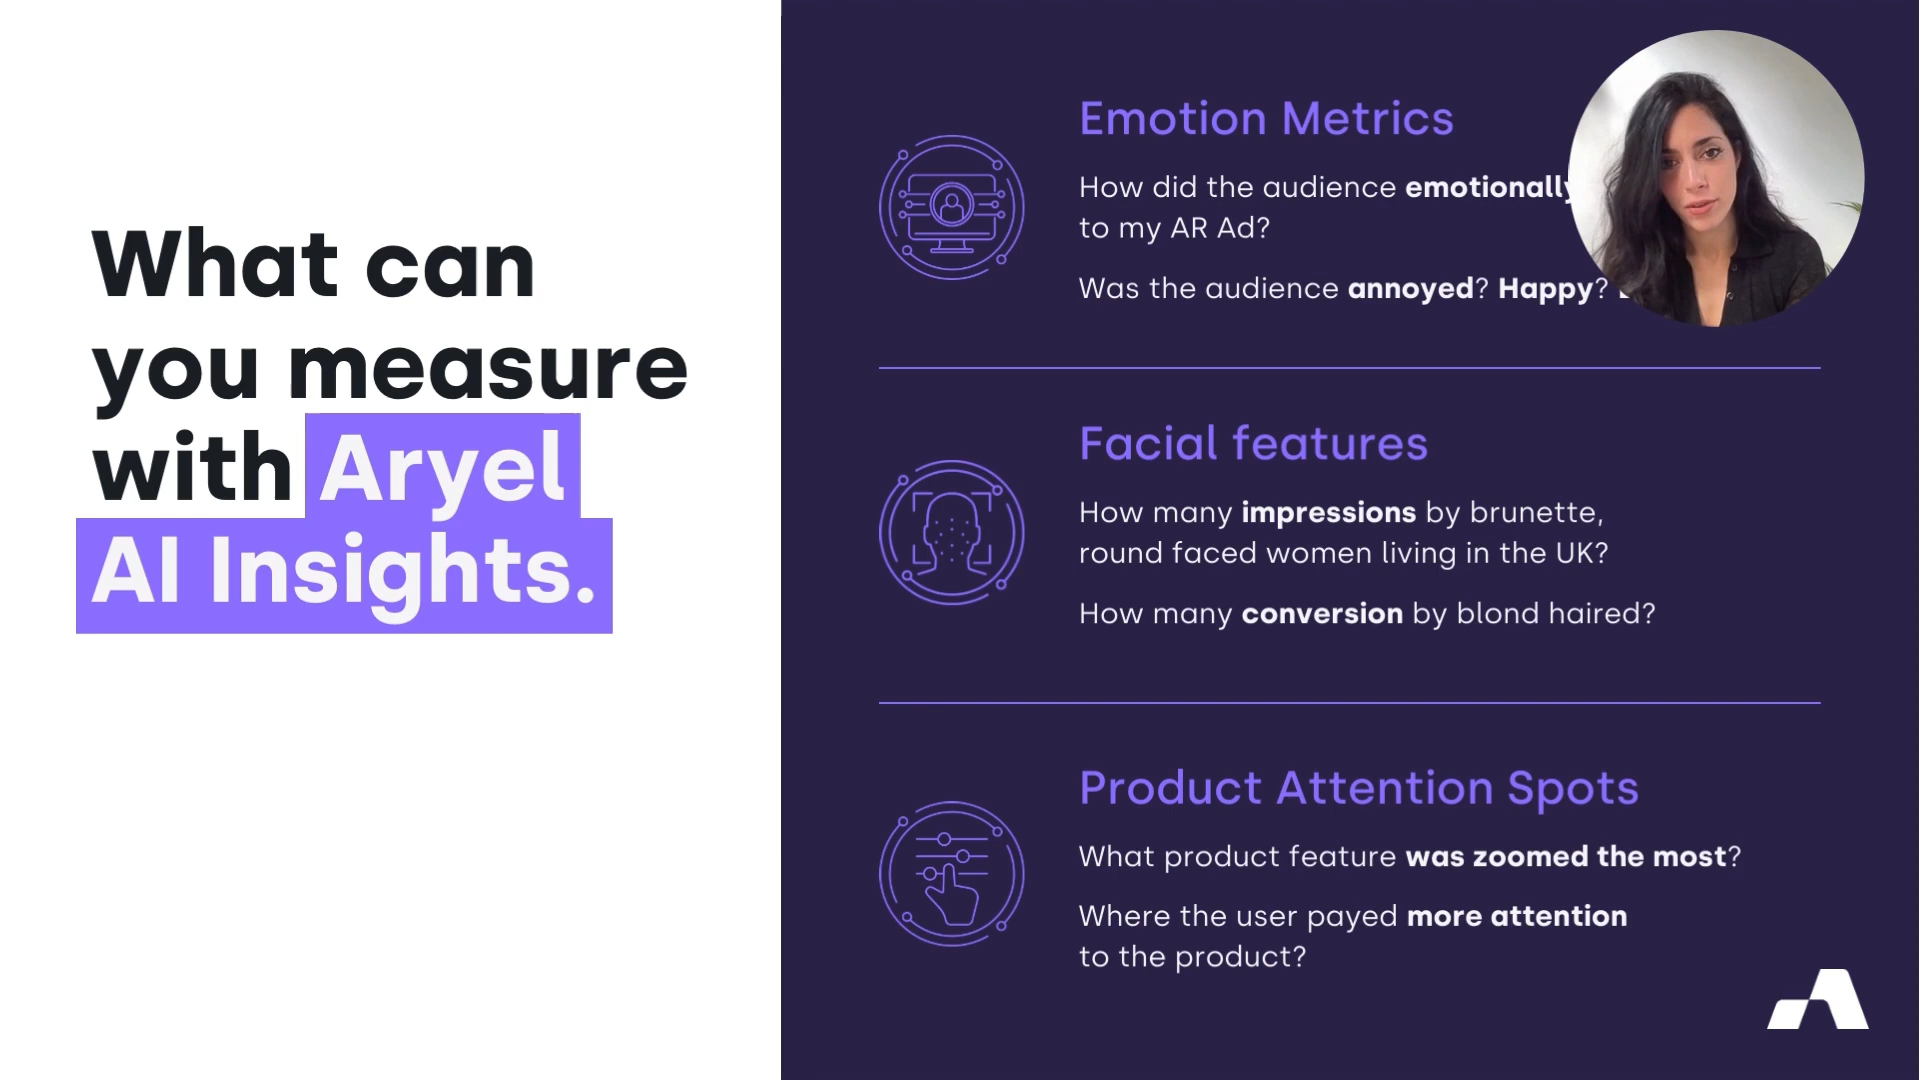 What can
you measure
with Aryel
AI Insights.
Emotion Metrics
How did the audience emotionally
to my AR Ad?
Was the audience annoyed? Happy?
Facial features
How many impressions by brunette,
round faced women living in the UK?
How many conversion by blond haired?
Product Attention Spots
What product feature was zoomed the most?
Where the user payed more attention
to the product?